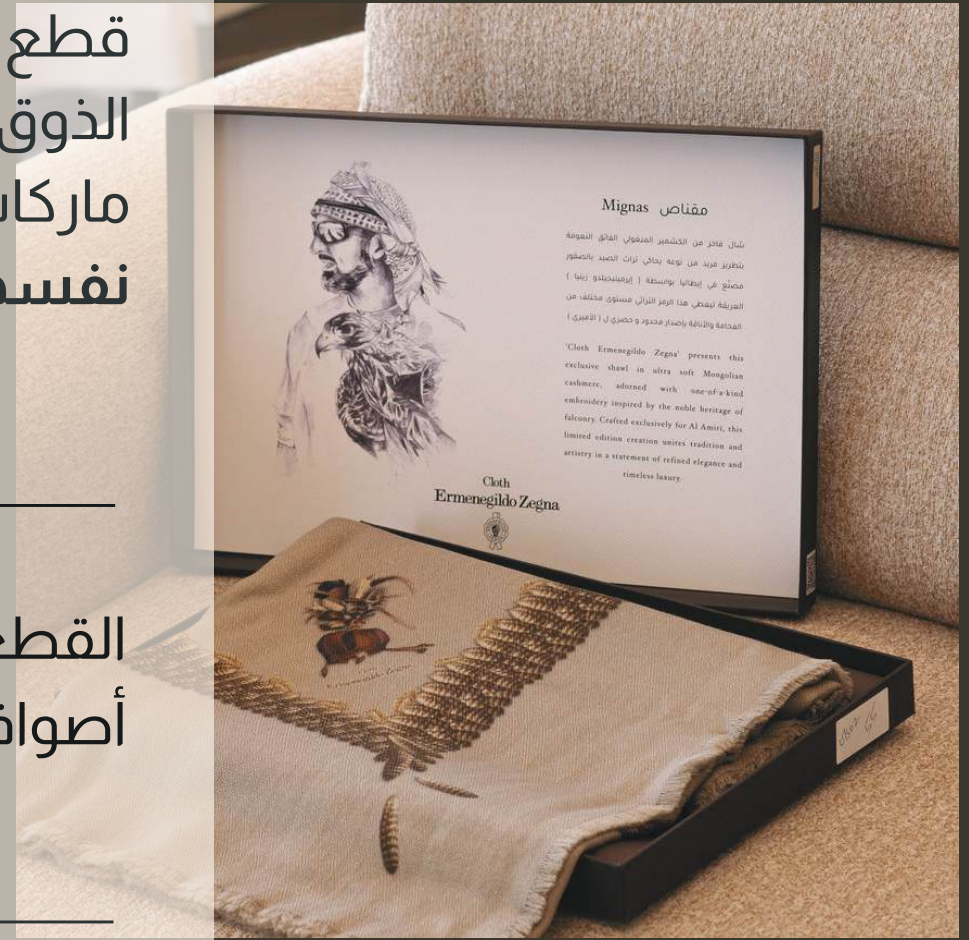 قطع
الذوق
نفسه
القطع
Mignas مقناص
شال فاخر من الكشمير المنغولي الفائق النعومة
بتطريز فريد من نوعه يحاكي تراث الصيد بالصقور
مصنّع في إيطاليا بواسطة ( إيرمينيجيلدو زينيا )
العريقة ليعطي هذا الرمز التراثي مستوى مختلف من
الفخامة والأناقة بإصدار محدود و حصري ل ( الأميري )
'Cloth Ermenegildo Zegna' presents this
exclusive shawl in ultra soft Mongolian
cashmere, adorned with one-of-a-kind
embroidery inspired by the noble heritage of
falconry. Crafted exclusively for Al Amiri, this
limited edition creation unites tradition and
artistry in a statement of refined elegance and
timeless luxury.
Cloth
Ermenegildo Zegna
Ermenegildo Zegna